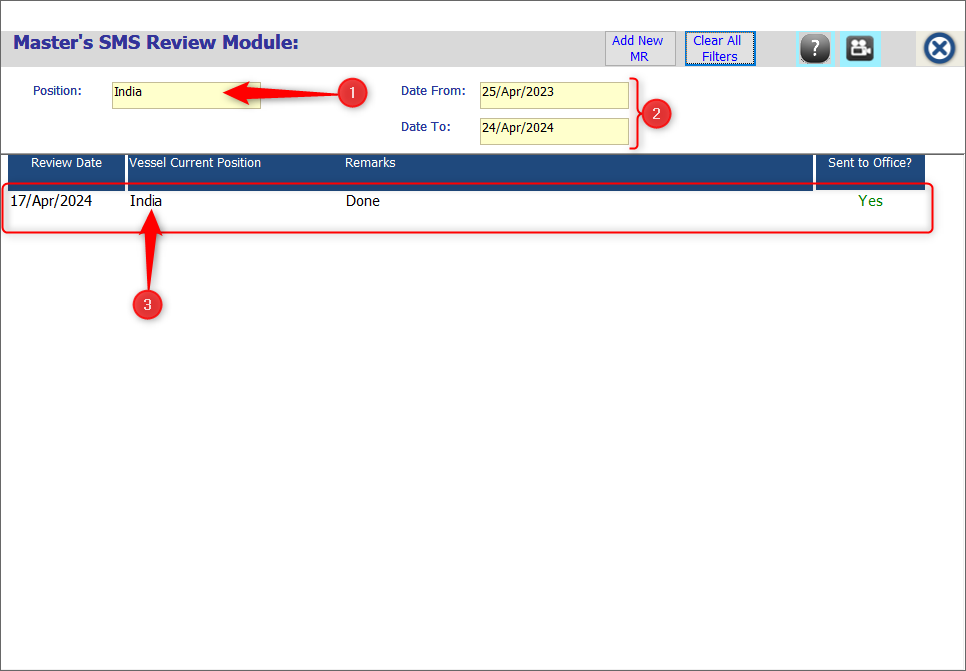 Master's SMS Review Module:
Add New
MR
Clear All
Filters
?
Position:
India
1
Date From:
25/Apr/2023
2
Date To:
24/Apr/2024
Review Date
Vessel Current Position
Remarks
Sent to Office?
17/Apr/2024
India
Done
Yes
3